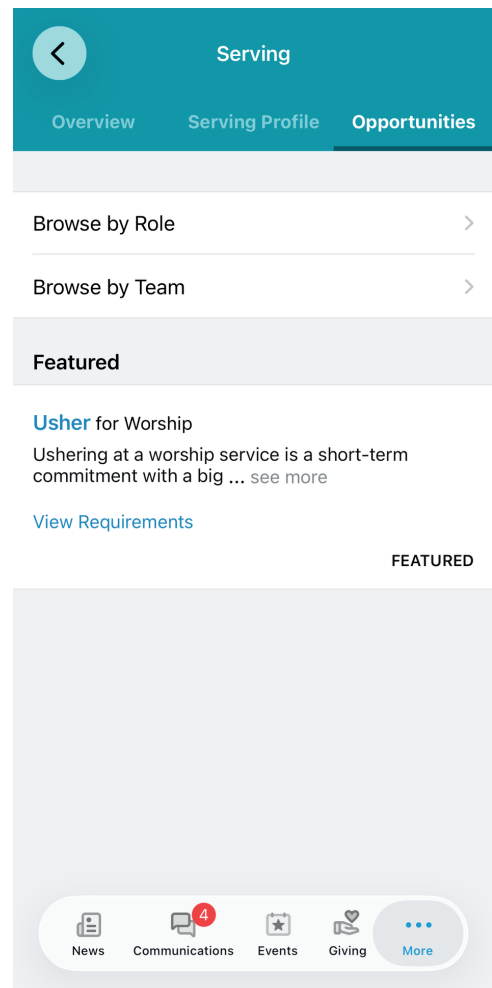 Serving
Overview
Serving Profile
Opportunities
Browse by Role
Browse by Team
Featured
Usher for Worship
Ushering at a worship service is a short-term
commitment with a big ... see more
View Requirements
FEATURED
4
News
Communications
Events
Giving
More